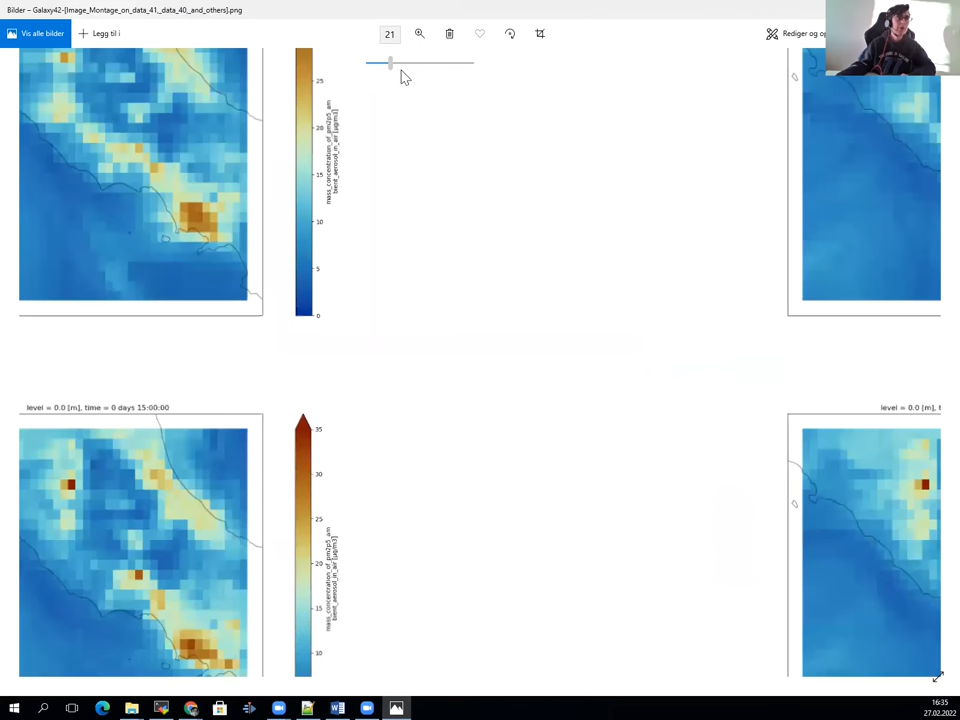 Bilder – Galaxy42-[Image_Montage_on_data_41,_data_40_and_others].png
Vis alle bilder
Legg til i
21
Rediger og op
25
20
15
10
5
0
mass_concentration_of_pm2p5_am
bient_aerosol_in_air [µg/m3]
level = 0.0 [m], time = 0 days 15:00:00
level = 0.0 [m], t
35
30
25
20
15
10
mass_concentration_of_pm2p5_am
bient_aerosol_in_air [µg/m3]
16:35
27.02.2022